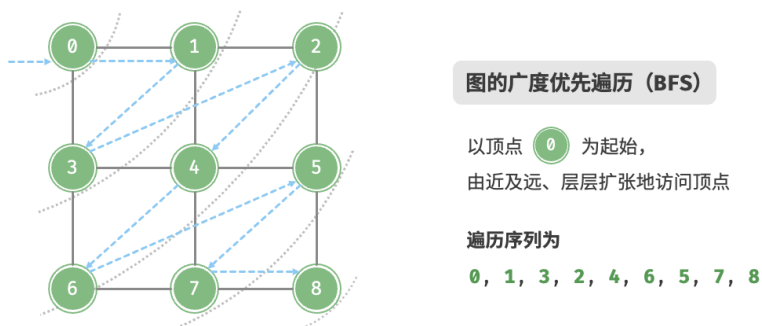 0 1 2
3 4 5
6 7 8
图的广度优先遍历（BFS）
以顶点 0 为起始，
由近及远、层层扩张地访问顶点
遍历序列为
0, 1, 3, 2, 4, 6, 5, 7, 8